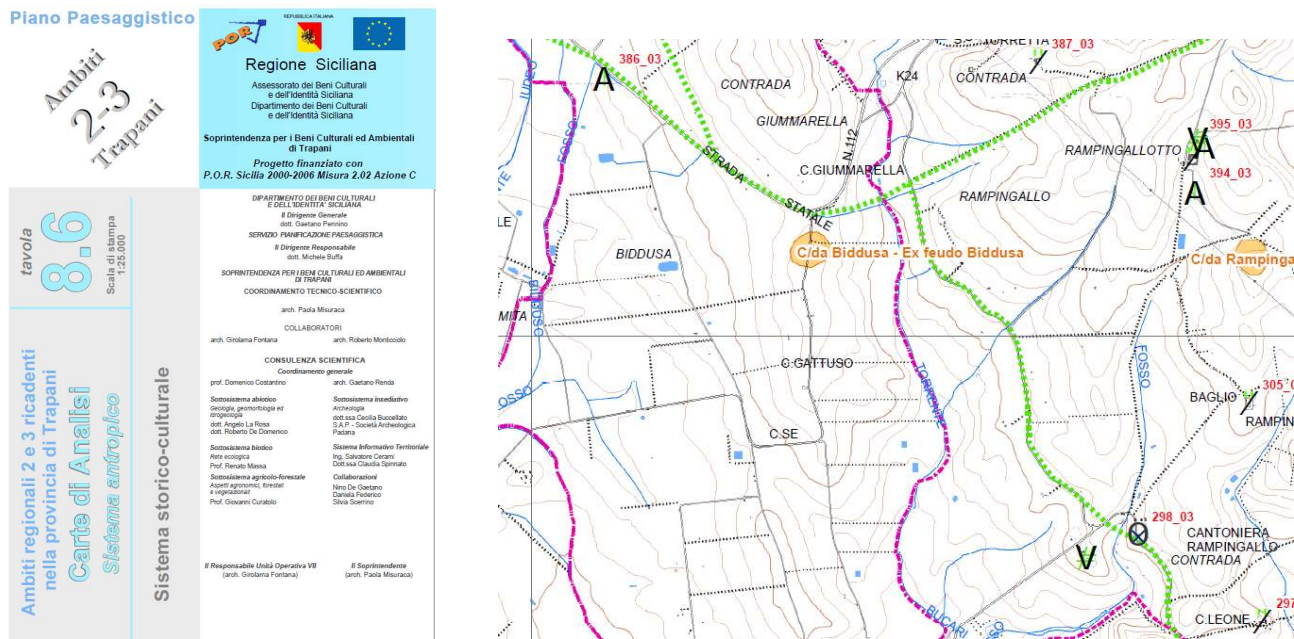 Piano Paesaggistico
Ambiti
2-3
Trapani
POR
REPUBBLICA ITALIANA
Regione Siciliana
Assessorato dei Beni Culturali
e dell'Identità Siciliana
Dipartimento dei Beni Culturali
e dell'Identità Siciliana
Soprintendenza per i Beni Culturali ed Ambientali
di Trapani
Progetto finanziato con
P.O.R. Sicilia 2000-2006 Misura 2.02 Azione C
tavola
8.6
Scala di stampa
1:25.000
Ambiti regionali 2 e 3 ricadenti
nella provincia di Trapani
Carte di Analisi
Sistema antropico
Sistema storico-culturale
DIPARTIMENTO DEI BENI CULTURALI
E DELL'IDENTITA' SICILIANA
Il Dirigente Generale
dott. Gaetano Pennino
SERVIZIO PIANIFICAZIONE PAESAGGISTICA
Il Dirigente Responsabile
dott. Michele Buffa
SOPRINTENDENZA PER I BENI CULTURALI ED AMBIENTALI
DI TRAPANI
COORDINAMENTO TECNICO-SCIENTIFICO
arch. Paola Misuraca
COLLABORATORI
arch. Girolama Fontana
arch. Roberto Monticciolo
CONSULENZA SCIENTIFICA
Coordinamento generale
prof. Domenico Costantino
arch. Gaetano Renda
Sottosistema abiotico
Geologia, geomorfologia ed
idrogeologia
dott. Angelo La Rosa
dott. Roberto De Domenico
Sottosistema insediativo
Archeologia
dott.ssa Cecilia Buccellato
S.A.P. - Società Archeologica
Padana
Sottosistema biotico
Rete ecologica
Prof. Renato Massa
Sistema Informativo Territoriale
Ing. Salvatore Cerami
Dott.ssa Claudia Spinnato
Sottosistema agricolo-forestale
Aspetti agronomici, forestali
e vegetazionali
Prof. Giovanni Curatolo
Collaborazioni
Nino De Gaetano
Daniela Federico
Silvia Scerrino
Il Responsabile Unità Operativa VII
(arch. Girolama Fontana)
Il Soprintendente
(arch. Paola Misuraca)
386_03
A
387_03
CONTRADA
CONTRADA
K24
JUDEO
FOSSO
GIUMMARELLA
N.112
395_03
RAMPINGALLOTTO
394_03
A
STRADA
C.GIUMMARELLA
RAMPINGALLO
STATALE
LE
BIDDUSA
C/da Biddusa - Ex feudo Biddusa
C/da Rampinga
MITA
FOSSO
C.GATTUSO
TORRENTE
FOSSO
305_0
BAGLIO
RAMPIN
C.SE
298_03
CANTONIERA
RAMPINGALLO
CONTRADA
BUCARI
C.LEONE
297